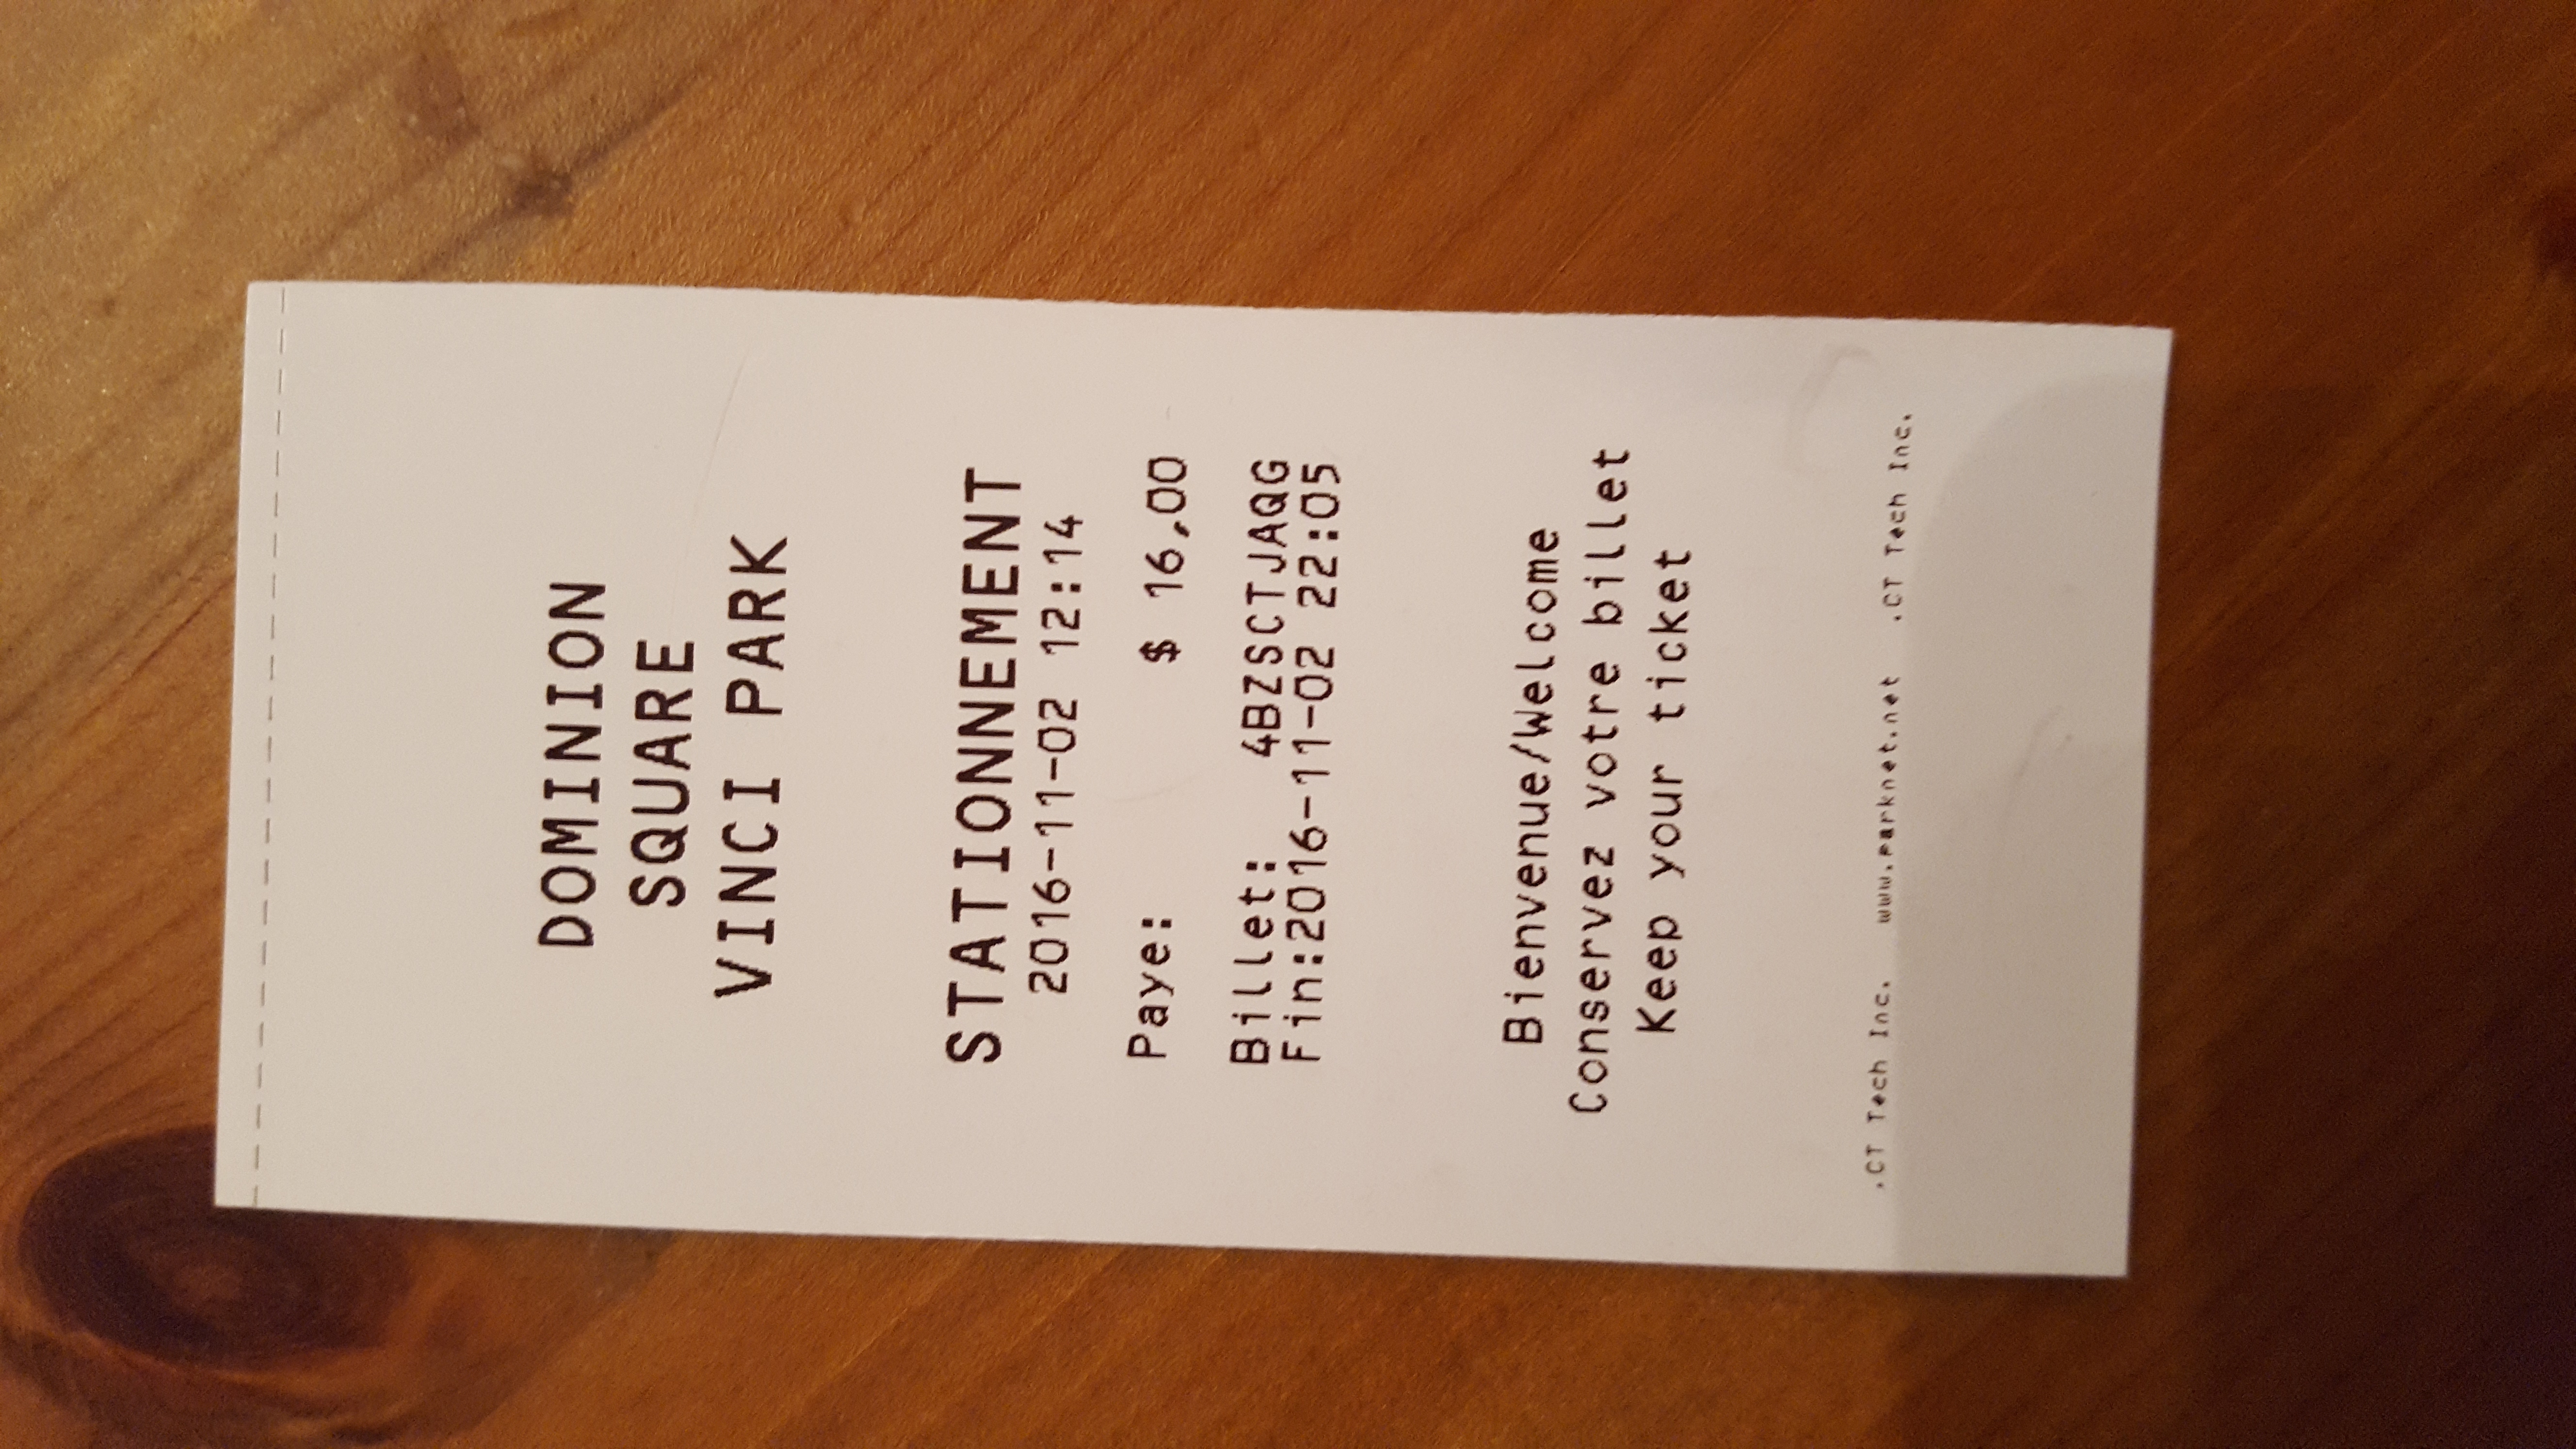 DOMINION
SQUARE
VINCI PARK
STATIONNEMENT
2016-11-02 12:14
Paye: $ 16,00
Billet: 4BZSCTJAQG
Fin:2016-11-02 22:05
Bienvenue/Welcome
Conservez votre billet
Keep your ticket
.CT Tech Inc. www.parknet.net .CT Tech Inc.